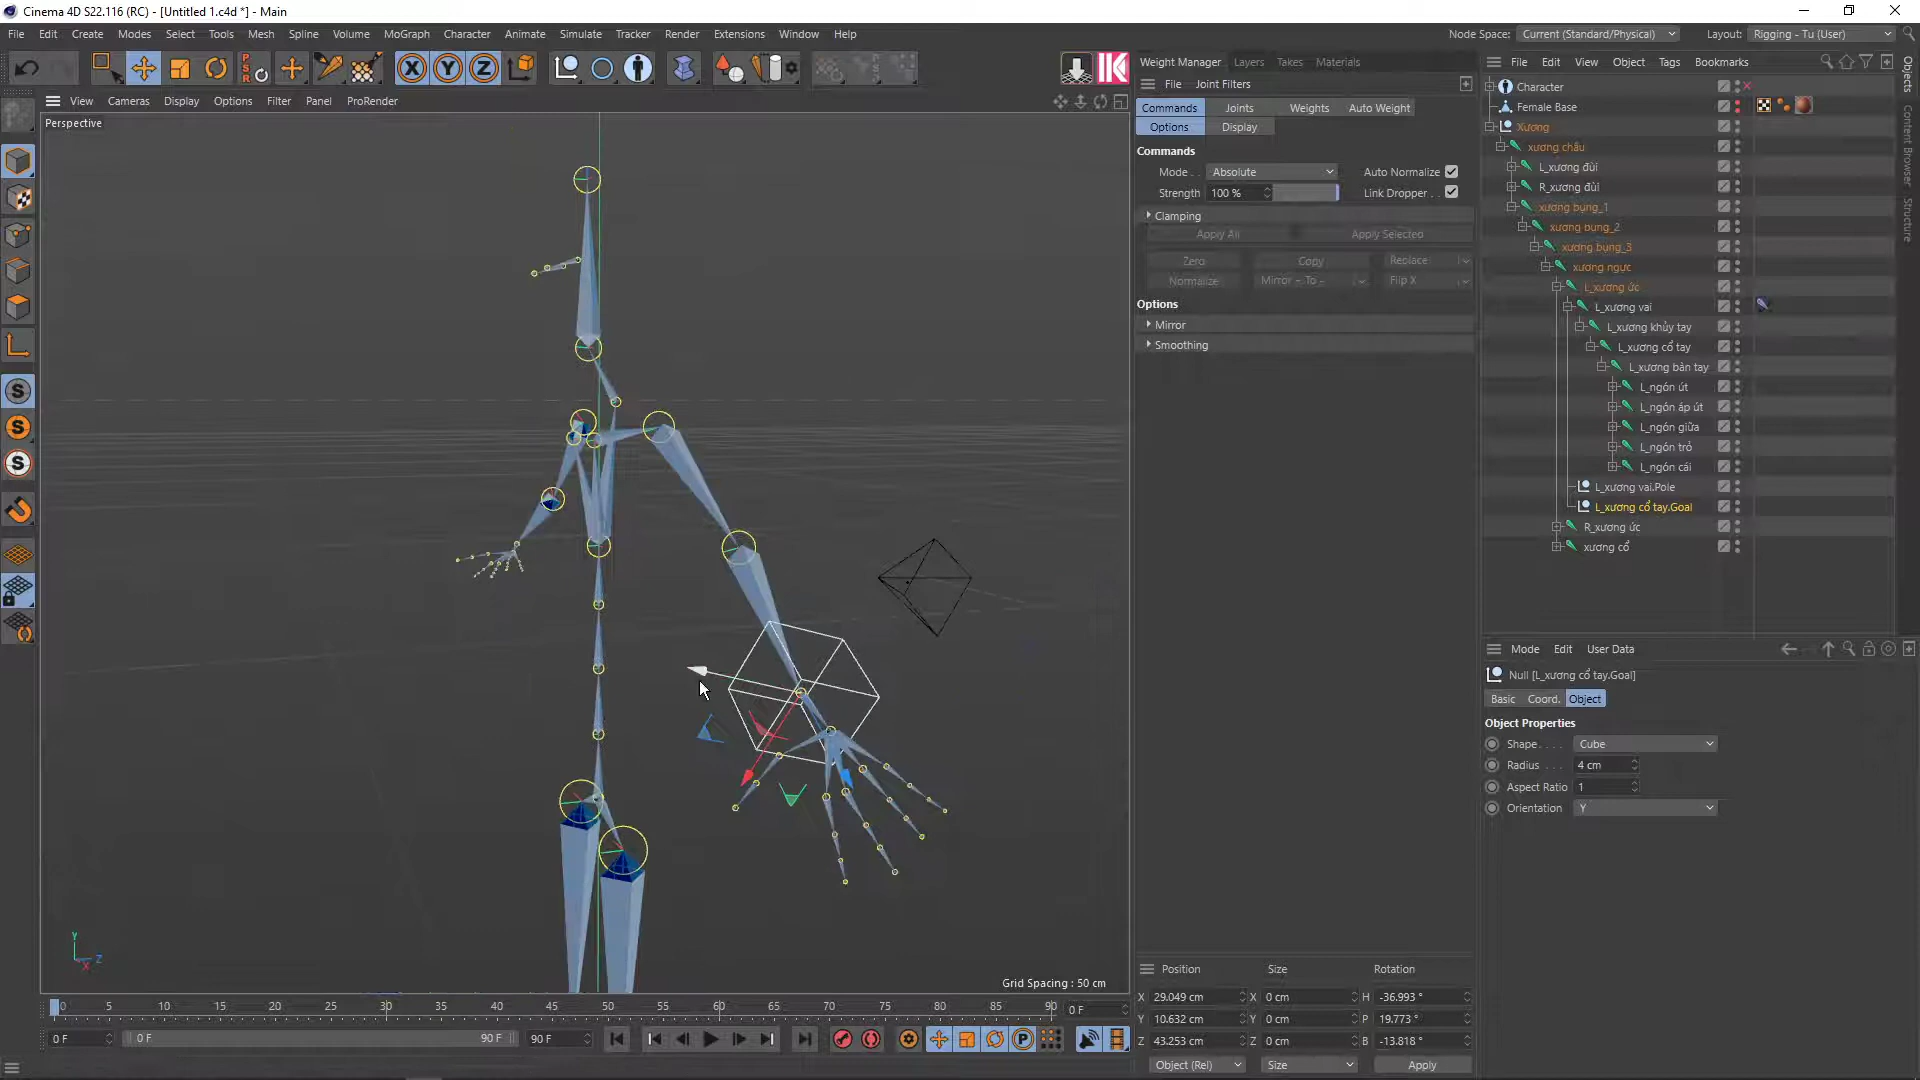 Cinema 4D S22.116 (RC) - [Untitled 1.c4d *] - Main
File Edit Create Modes Select Tools Mesh Spline Volume MoGraph Character Animate Simulate Tracker Render Extensions Window Help
Node Space: Current (Standard/Physical) Layout: Rigging - Tu (User)
View Cameras Display Options Filter Panel ProRender
Perspective
Grid Spacing : 50 cm
0 5 10 15 20 25 30 35 40 45 50 55 60 65 70 75 80 85 90 0 F
0 F 0 F 90 F 90 F
Weight Manager Layers Takes Materials
File Joint Filters
Commands Joints Weights Auto Weight
Options Display
Commands
Mode . . Absolute Auto Normalize
Strength 100 % Link Dropper . .
Clamping
Apply All Apply Selected
Zero Copy Replace
Normalize Mirror - To - Flip X
Options
Mirror
Smoothing
Position Size Rotation
X 29.049 cm X 0 cm H -36.993 °
Y 10.632 cm Y 0 cm P 19.773 °
Z 43.253 cm Z 0 cm B -13.818 °
Object (Rel) Size Apply
File Edit View Object Tags Bookmarks
Character
Female Base
Xương
xương chậu
L_xương đùi
R_xương đùi
xương bụng_1
xương bụng_2
xương bụng_3
xương ngực
L_xương ức
L_xương vai
L_xương khủy tay
L_xương cổ tay
L_xương bàn tay
L_ngón út
L_ngón áp út
L_ngón giữa
L_ngón trỏ
L_ngón cái
L_xương vai.Pole
L_xương cổ tay.Goal
R_xương ức
xương cổ
Objects
Content Browser
Structure
Mode Edit User Data
Null [L_xương cổ tay.Goal]
Basic Coord. Object
Object Properties
Shape . . . . Cube
Radius . . . 4 cm
Aspect Ratio 1
Orientation . Y